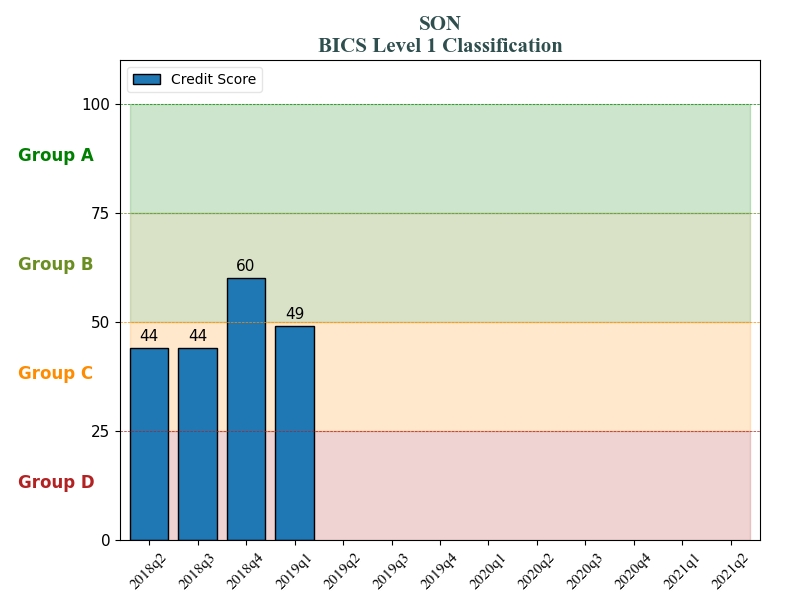 SON
BICS Level 1 Classification
Credit Score
100
Group A
75
Group B
60
50
49
44
44
Group C
25
Group D
0
2018q2
2018q3
2018q4
2019q1
2019q2
2019q3
2019q4
2020q1
2020q2
2020q3
2020q4
2021q1
2021q2